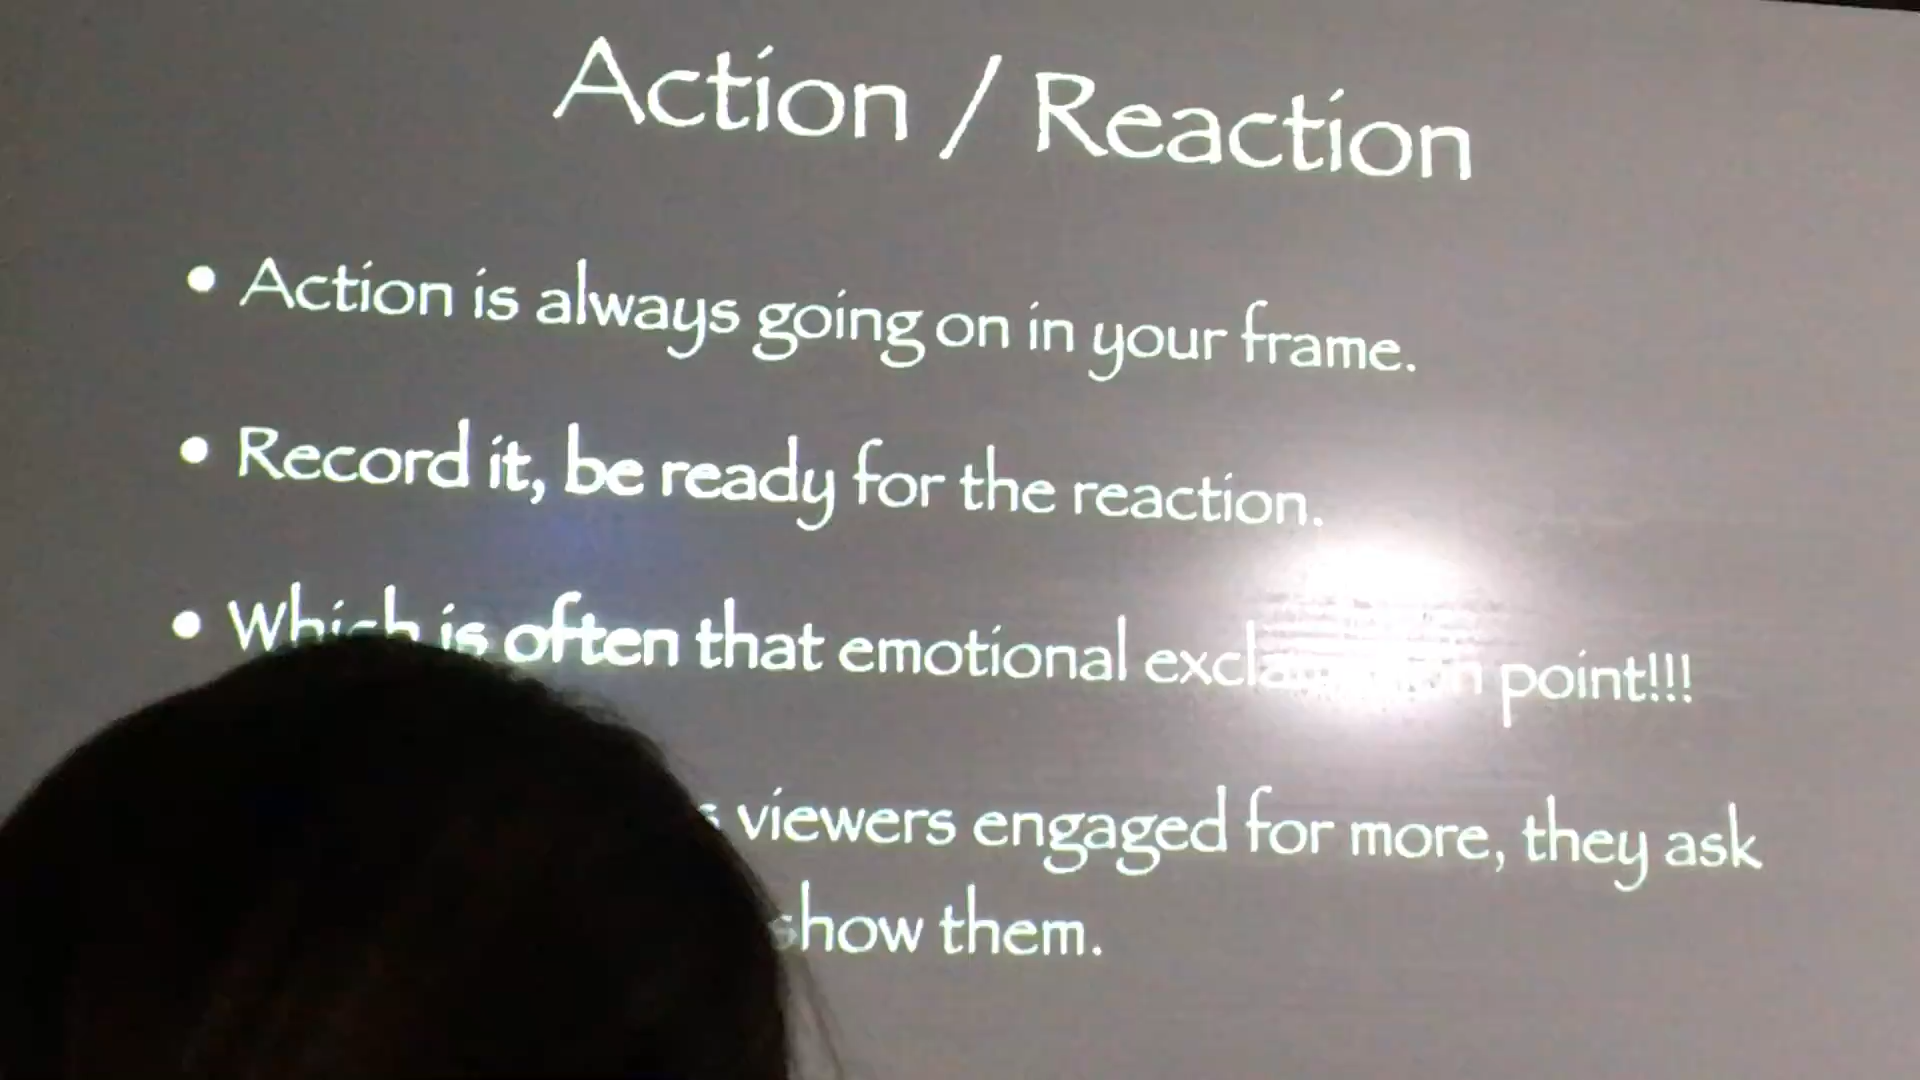 Action / Reaction
• Action is always going on in your frame.
• Record it, be ready for the reaction.
• Which is often that emotional exclamation point!!!
viewers engaged for more, they ask
show them.